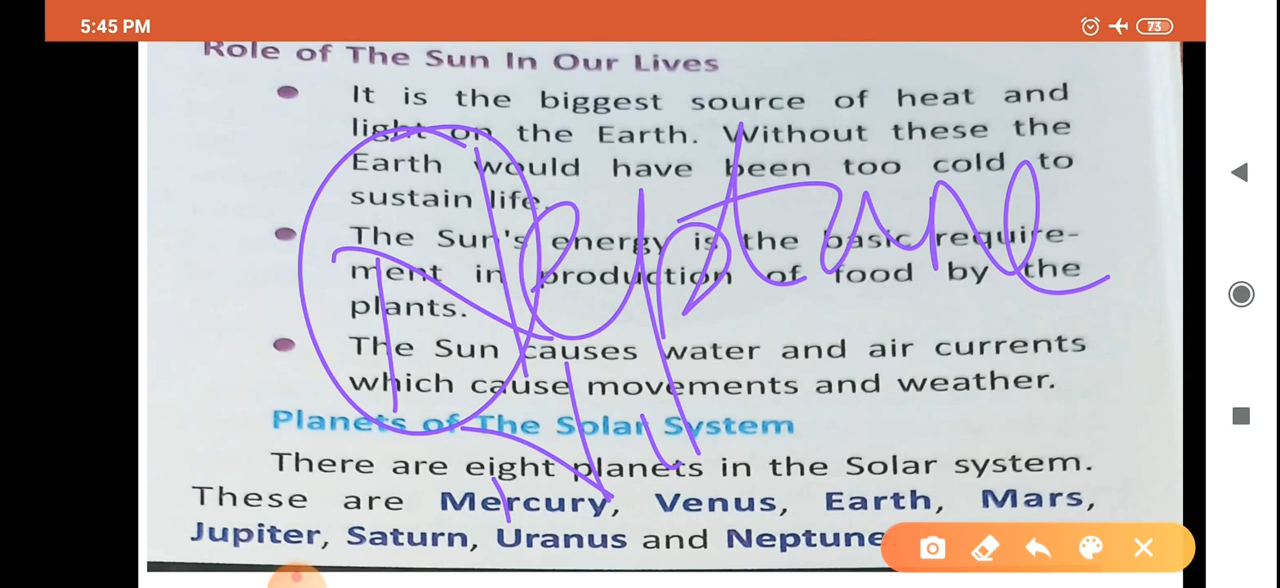 5:45 PM
73
Role of The Sun In Our Lives
It is the biggest source of heat and
light on the Earth. Without these the
Earth would have been too cold to
sustain life.
The Sun's energy is the basic require-
ment in production of food by the
plants.
The Sun causes water and air currents
which cause movements and weather.
Neptune
Planets of The Solar System
There are eight planets in the Solar system.
These are Mercury, Venus, Earth, Mars,
Jupiter, Saturn, Uranus and Neptune